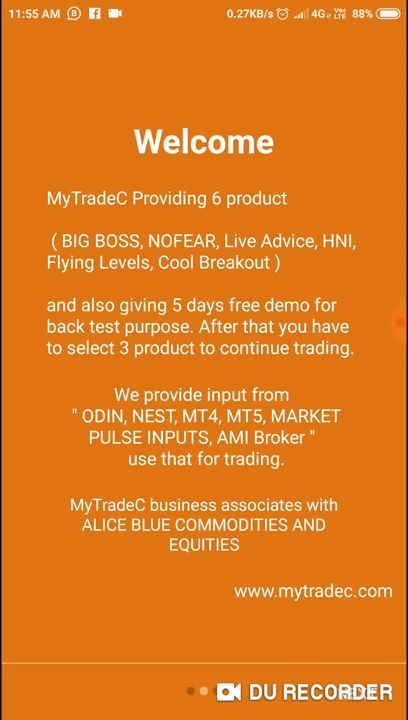 11:55 AM
0.27KB/s 4G VoLTE 88%
Welcome
MyTradeC Providing 6 product
( BIG BOSS, NOFEAR, Live Advice, HNI,
Flying Levels, Cool Breakout )
and also giving 5 days free demo for
back test purpose. After that you have
to select 3 product to continue trading.
We provide input from
" ODIN, NEST, MT4, MT5, MARKET
PULSE INPUTS, AMI Broker "
use that for trading.
MyTradeC business associates with
ALICE BLUE COMMODITIES AND
EQUITIES
www.mytradec.com
DU RECORDER